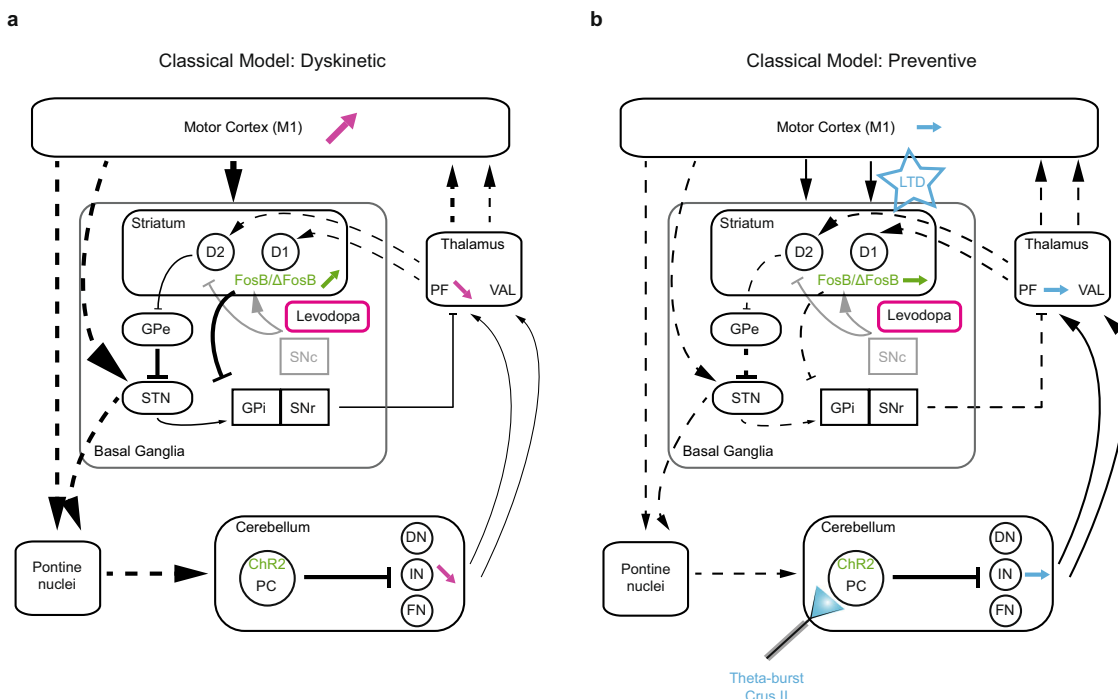 a
Classical Model: Dyskinetic
Motor Cortex (M1)
Striatum
D2
D1
FosB/ΔFosB
Thalamus
PF
VAL
Levodopa
GPe
SNc
STN
GPi
SNr
Basal Ganglia
Cerebellum
Pontine
nuclei
ChR2
PC
DN
IN
FN
b
Classical Model: Preventive
Motor Cortex (M1)
LTD
Striatum
D2
D1
FosB/ΔFosB
Thalamus
PF
VAL
Levodopa
GPe
SNc
STN
GPi
SNr
Basal Ganglia
Cerebellum
Pontine
nuclei
ChR2
PC
DN
IN
FN
Theta-burst
Crus II